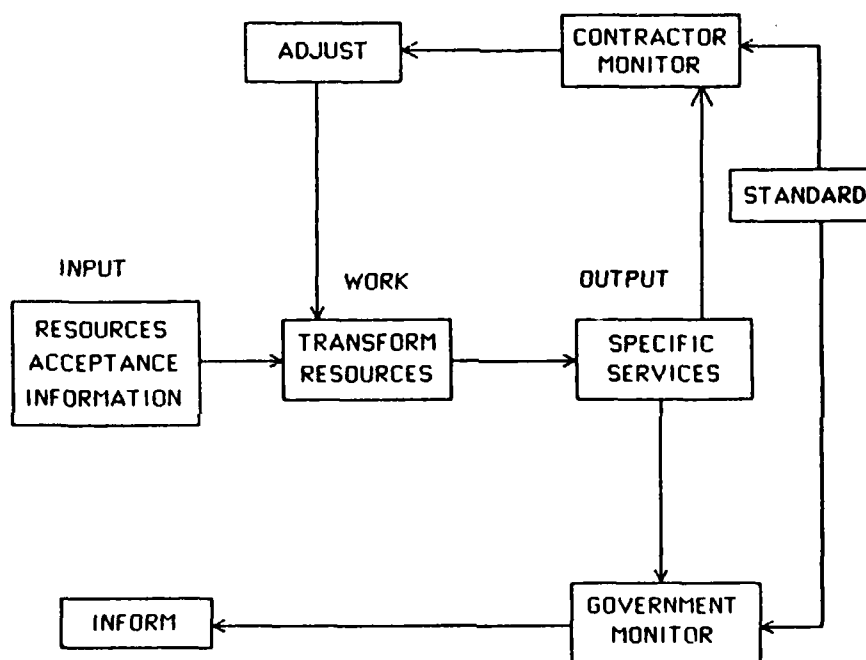 ADJUST
CONTRACTOR
MONITOR
STANDARD
INPUT
WORK
OUTPUT
RESOURCES
ACCEPTANCE
INFORMATION
TRANSFORM
RESOURCES
SPECIFIC
SERVICES
INFORM
GOVERNMENT
MONITOR